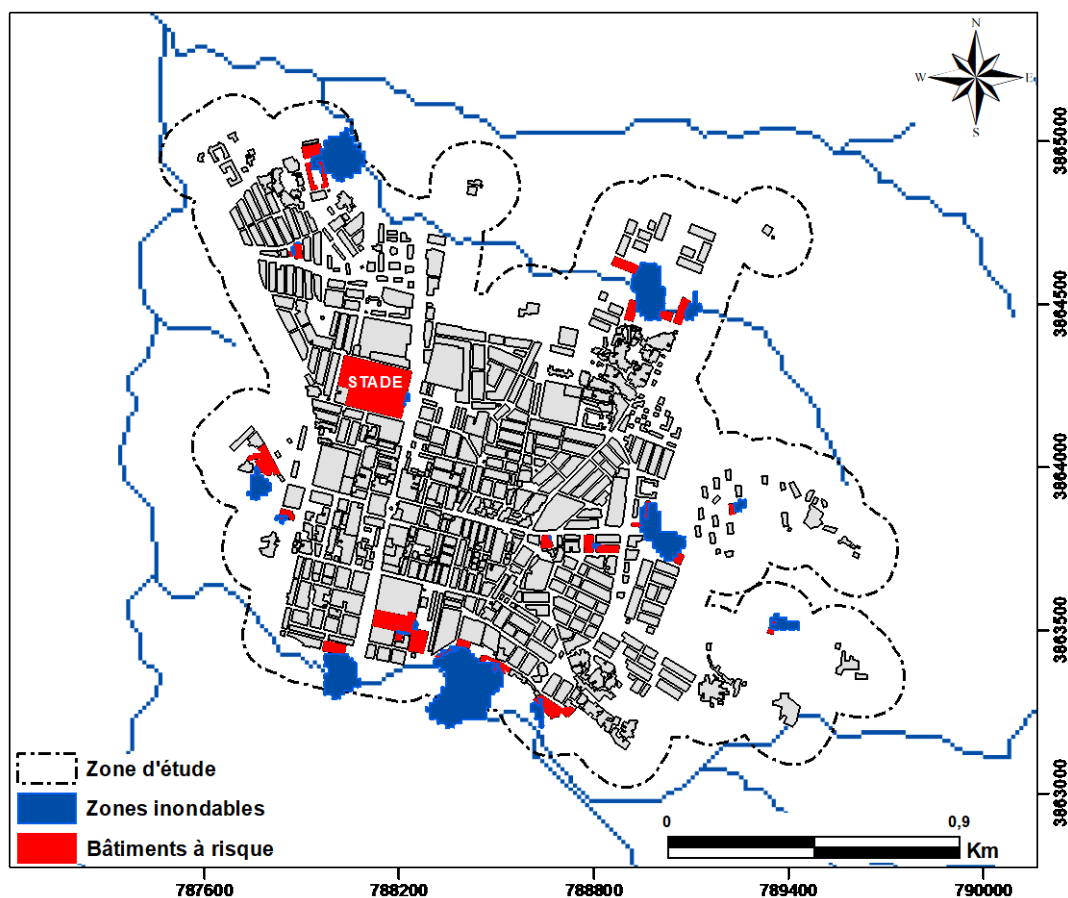 N
W
E
S
STADE
3865000
3864500
3864000
3863500
3863000
Zone d'étude
Zones inondables
Bâtiments à risque
0
0,9
Km
787600
788200
788800
789400
790000